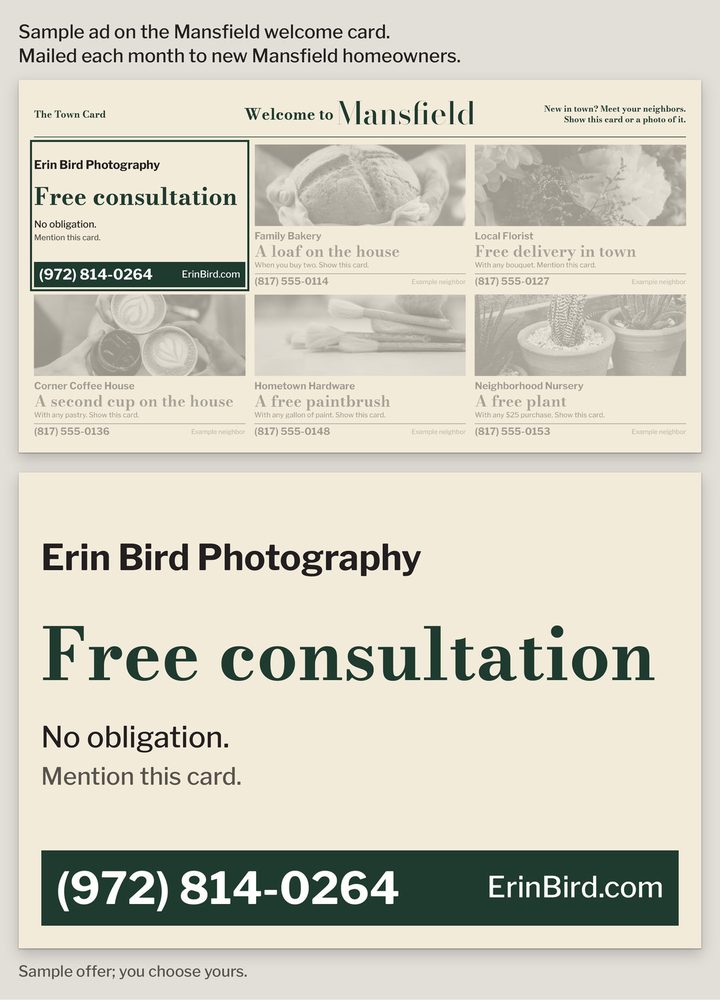 Sample ad on the Mansfield welcome card.
Mailed each month to new Mansfield homeowners.
The Town Card
Welcome to Mansfield
New in town? Meet your neighbors.
Show this card or a photo of it.
Erin Bird Photography
Free consultation
No obligation.
Mention this card.
(972) 814-0264 ErinBird.com
Family Bakery
A loaf on the house
When you buy two. Show this card.
(817) 555-0114 Example neighbor
Local Florist
Free delivery in town
With any bouquet. Mention this card.
(817) 555-0127 Example neighbor
Corner Coffee House
A second cup on the house
With any pastry. Show this card.
(817) 555-0136 Example neighbor
Hometown Hardware
A free paintbrush
With any gallon of paint. Show this card.
(817) 555-0148 Example neighbor
Neighborhood Nursery
A free plant
With any $25 purchase. Show this card.
(817) 555-0153 Example neighbor
Erin Bird Photography
Free consultation
No obligation.
Mention this card.
(972) 814-0264 ErinBird.com
Sample offer; you choose yours.